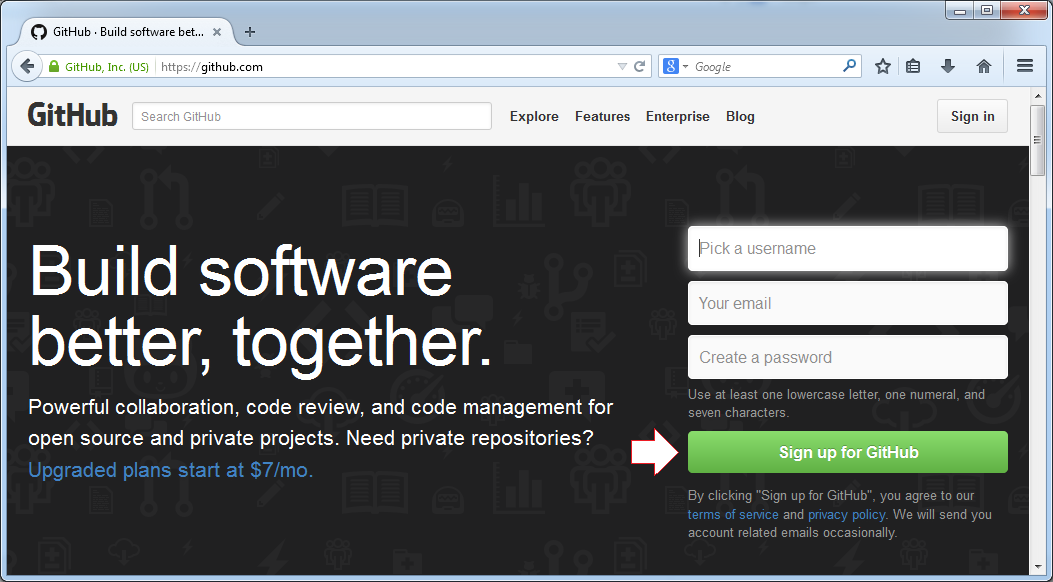 GitHub · Build software bet...
GitHub, Inc. (US) https://github.com
Google
GitHub
Search GitHub
Explore Features Enterprise Blog
Sign in
Build software
better, together.
Powerful collaboration, code review, and code management for
open source and private projects. Need private repositories?
Upgraded plans start at $7/mo.
Pick a username
Your email
Create a password
Use at least one lowercase letter, one numeral, and
seven characters.
Sign up for GitHub
By clicking "Sign up for GitHub", you agree to our
terms of service and privacy policy. We will send you
account related emails occasionally.